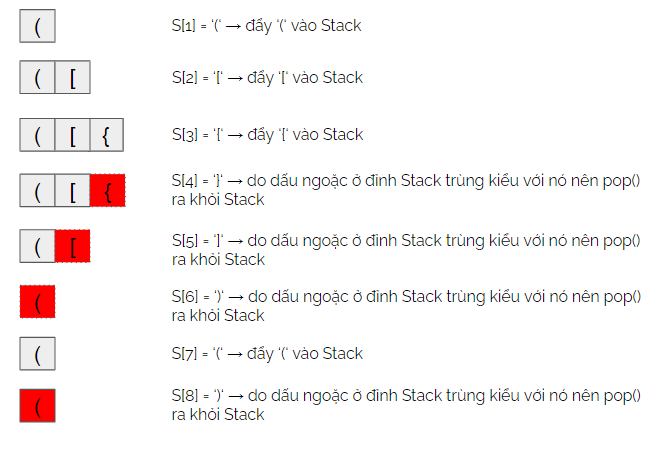 ( S[1] = '(' → đẩy '(' vào Stack
( [ S[2] = '[' → đẩy '[' vào Stack
( [ { S[3] = '{' → đẩy '{' vào Stack
( [ { S[4] = '}' → do dấu ngoặc ở đỉnh Stack trùng kiểu với nó nên pop()
ra khỏi Stack
( [ S[5] = ']' → do dấu ngoặc ở đỉnh Stack trùng kiểu với nó nên pop()
ra khỏi Stack
( S[6] = ')' → do dấu ngoặc ở đỉnh Stack trùng kiểu với nó nên pop()
ra khỏi Stack
( S[7] = '(' → đẩy '(' vào Stack
( S[8] = ')' → do dấu ngoặc ở đỉnh Stack trùng kiểu với nó nên pop()
ra khỏi Stack